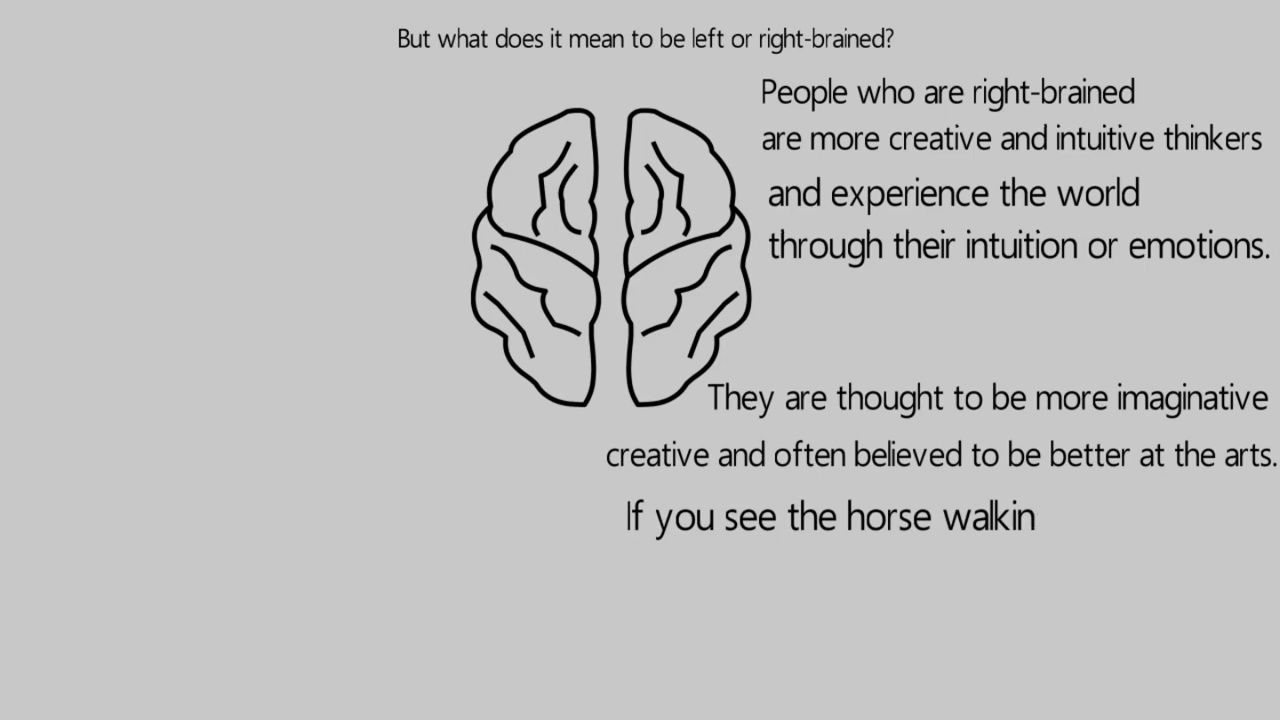 But what does it mean to be left or right-brained?
People who are right-brained
are more creative and intuitive thinkers
and experience the world
through their intuition or emotions.
They are thought to be more imaginative
creative and often believed to be better at the arts.
If you see the horse walkin